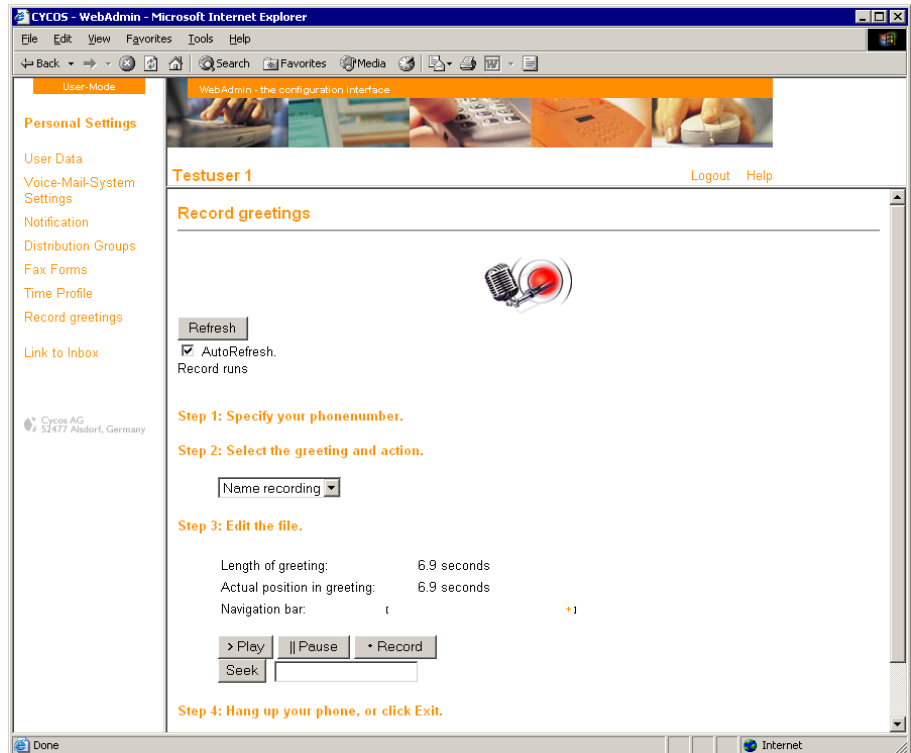 CYCOS - WebAdmin - Microsoft Internet Explorer
File Edit View Favorites Tools Help
Back Search Favorites Media
User-Mode
WebAdmin - the configuration interface
Personal Settings
User Data
Voice-Mail-System
Settings
Notification
Distribution Groups
Fax Forms
Time Profile
Record greetings
Link to Inbox
Cycos AG
52477 Alsdorf, Germany
Testuser 1 Logout Help
Record greetings
Refresh
AutoRefresh.
Record runs
Step 1: Specify your phonenumber.
Step 2: Select the greeting and action.
Name recording
Step 3: Edit the file.
Length of greeting: 6.9 seconds
Actual position in greeting: 6.9 seconds
Navigation bar: [ + ]
> Play || Pause • Record
Seek
Step 4: Hang up your phone, or click Exit.
Done Internet